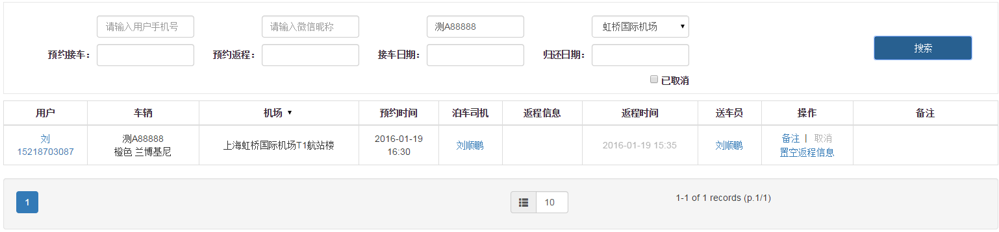 请输入用户手机号 请输入微信昵称 测A88888 虹桥国际机场
预约接车： 预约返程： 接车日期： 归还日期： 搜索
已取消
用户 车辆 机场 预约时间 泊车司机 返程信息 返程时间 送车员 操作 备注
刘 测A88888 2016-01-19 备注 | 取消
上海虹桥国际机场T1航站楼 刘顺鹏 2016-01-19 15:35 刘顺鹏
15218703087 橙色 兰博基尼 16:30 置空返程信息
1 10 1-1 of 1 records (p.1/1)